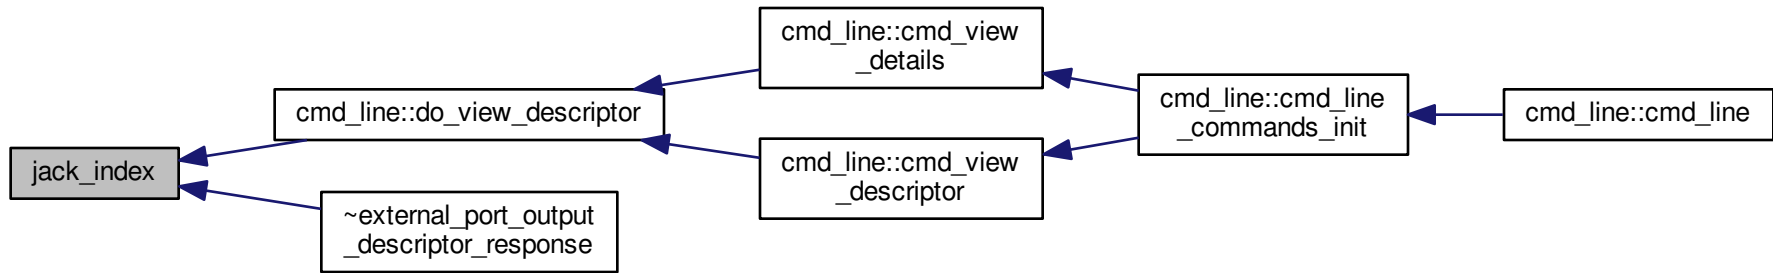 jack_index
cmd_line::do_view_descriptor
~external_port_output
_descriptor_response
cmd_line::cmd_view
_details
cmd_line::cmd_view
_descriptor
cmd_line::cmd_line
_commands_init
cmd_line::cmd_line